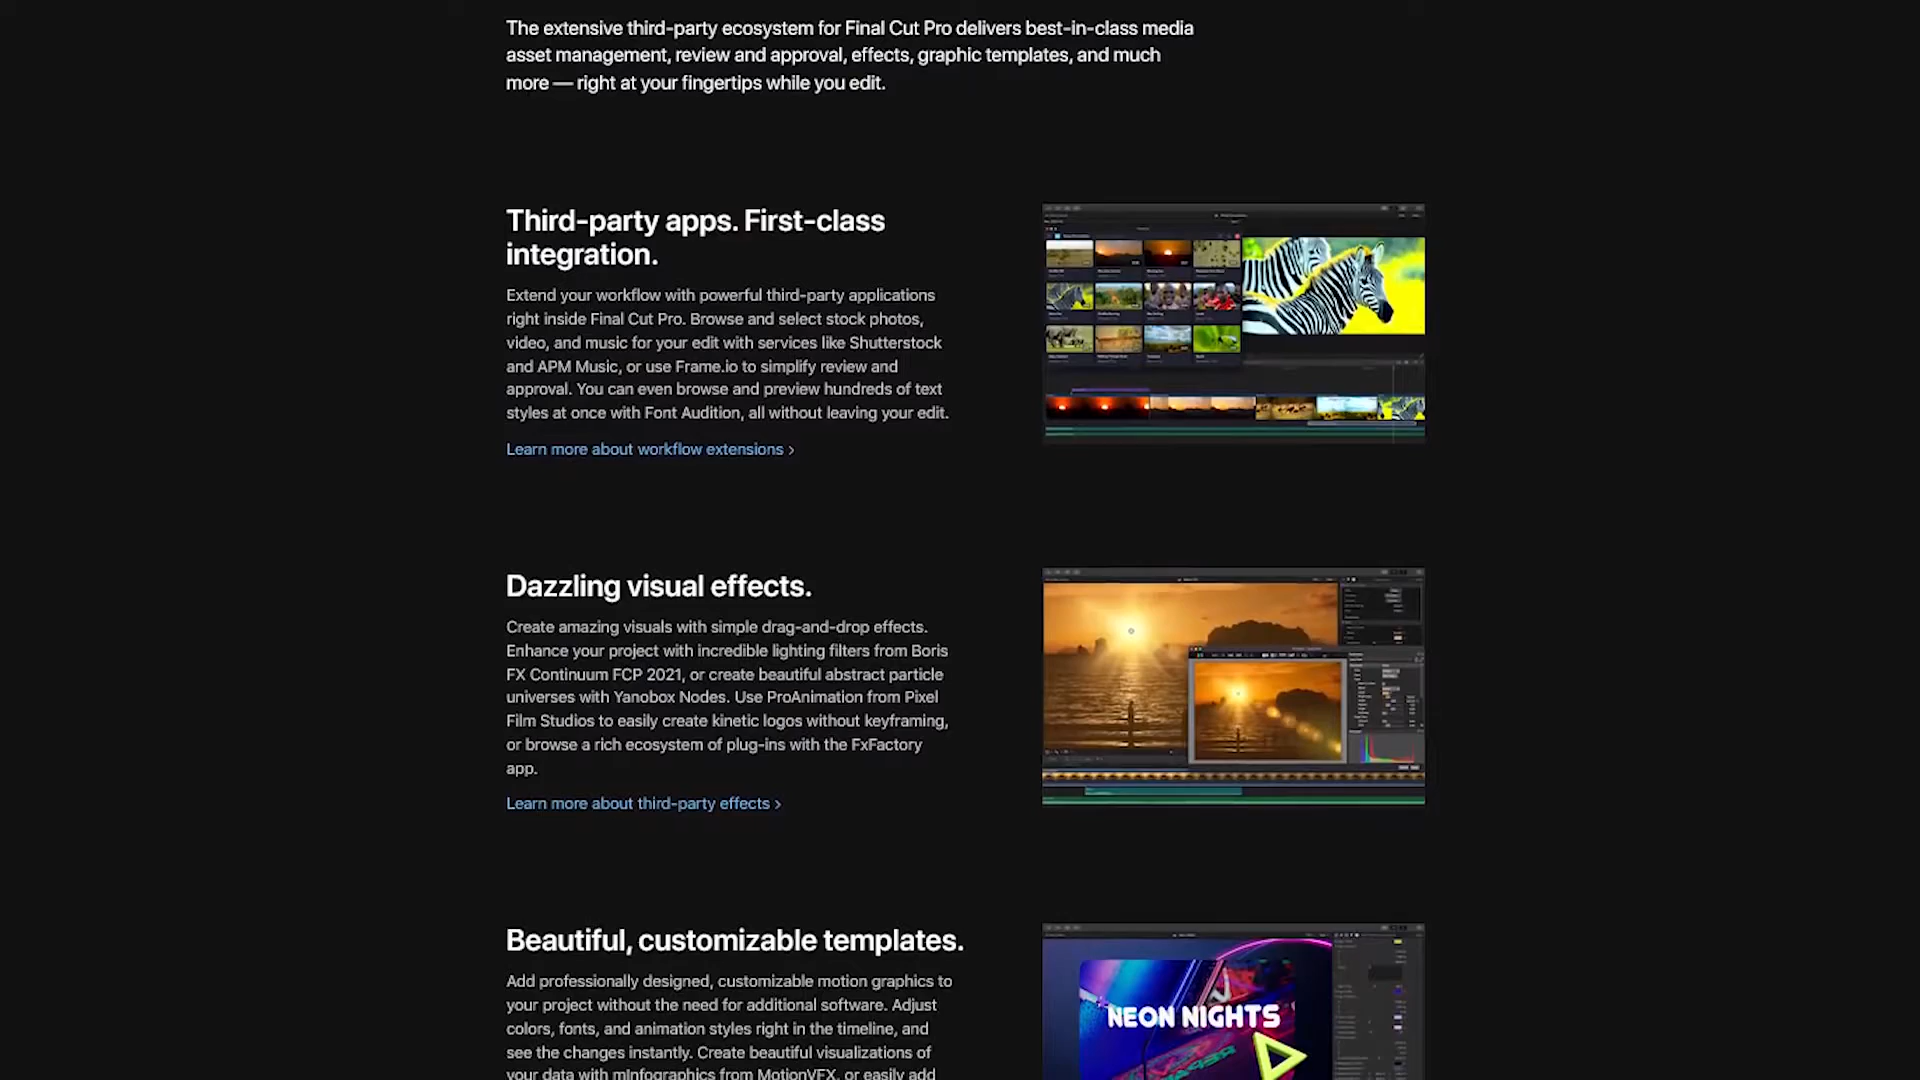 The extensive third-party ecosystem for Final Cut Pro delivers best-in-class media
asset management, review and approval, effects, graphic templates, and much
more — right at your fingertips while you edit.
Third-party apps. First-class
integration.
Extend your workflow with powerful third-party applications
right inside Final Cut Pro. Browse and select stock photos,
video, and music for your edit with services like Shutterstock
and APM Music, or use Frame.io to simplify review and
approval. You can even browse and preview hundreds of text
styles at once with Font Audition, all without leaving your edit.
Learn more about workflow extensions >
Dazzling visual effects.
Create amazing visuals with simple drag-and-drop effects.
Enhance your project with incredible lighting filters from Boris
FX Continuum FCP 2021, or create beautiful abstract particle
universes with Yanobox Nodes. Use ProAnimation from Pixel
Film Studios to easily create kinetic logos without keyframing,
or browse a rich ecosystem of plug-ins with the FxFactory
app.
Learn more about third-party effects >
Beautiful, customizable templates.
Add professionally designed, customizable motion graphics to
your project without the need for additional software. Adjust
colors, fonts, and animation styles right in the timeline, and
see the changes instantly. Create beautiful visualizations of
your data with mInfographics from MotionVFX, or easily add
NEON NIGHTS